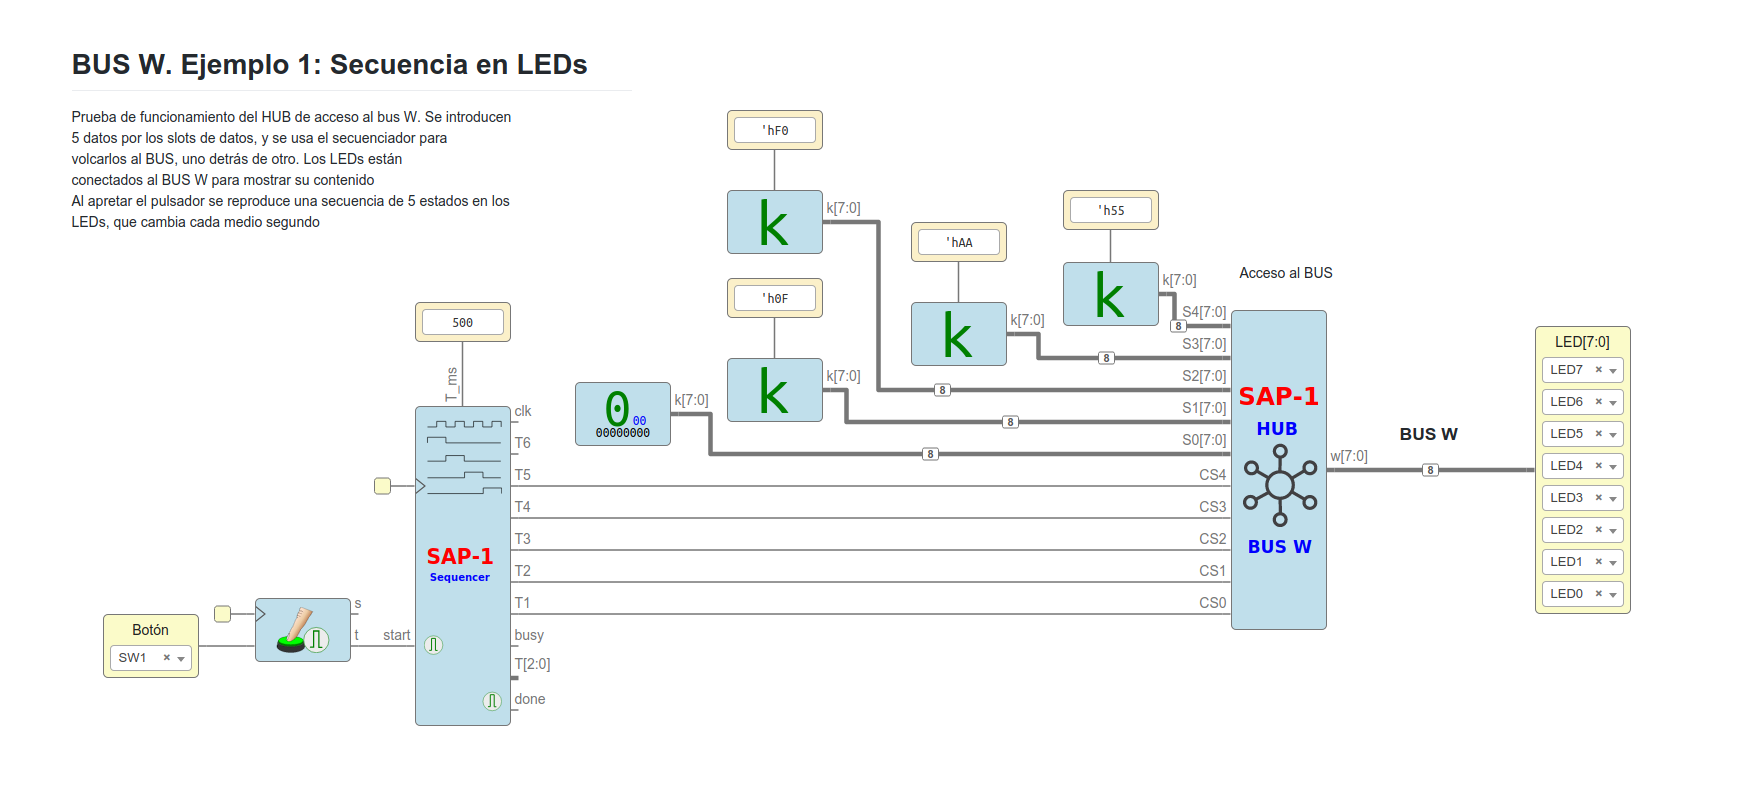 BUS W. Ejemplo 1: Secuencia en LEDs
Prueba de funcionamiento del HUB de acceso al bus W. Se introducen
5 datos por los slots de datos, y se usa el secuenciador para
volcarlos al BUS, uno detrás de otro. Los LEDs están
conectados al BUS W para mostrar su contenido
Al apretar el pulsador se reproduce una secuencia de 5 estados en los
LEDs, que cambia cada medio segundo
'hF0
k
k[7:0]
'h0F
k
k[7:0]
'hAA
k
k[7:0]
'h55
k
k[7:0]
0
00
00000000
k[7:0]
500
T_ms
clk
T6
T5
T4
T3
T2
T1
busy
T[2:0]
done
SAP-1
Sequencer
start
Botón
SW1
s
t
Acceso al BUS
S4[7:0]
S3[7:0]
S2[7:0]
S1[7:0]
S0[7:0]
CS4
CS3
CS2
CS1
CS0
8
8
8
8
8
SAP-1
HUB
BUS W
w[7:0]
BUS W
8
LED[7:0]
LED7
LED6
LED5
LED4
LED3
LED2
LED1
LED0